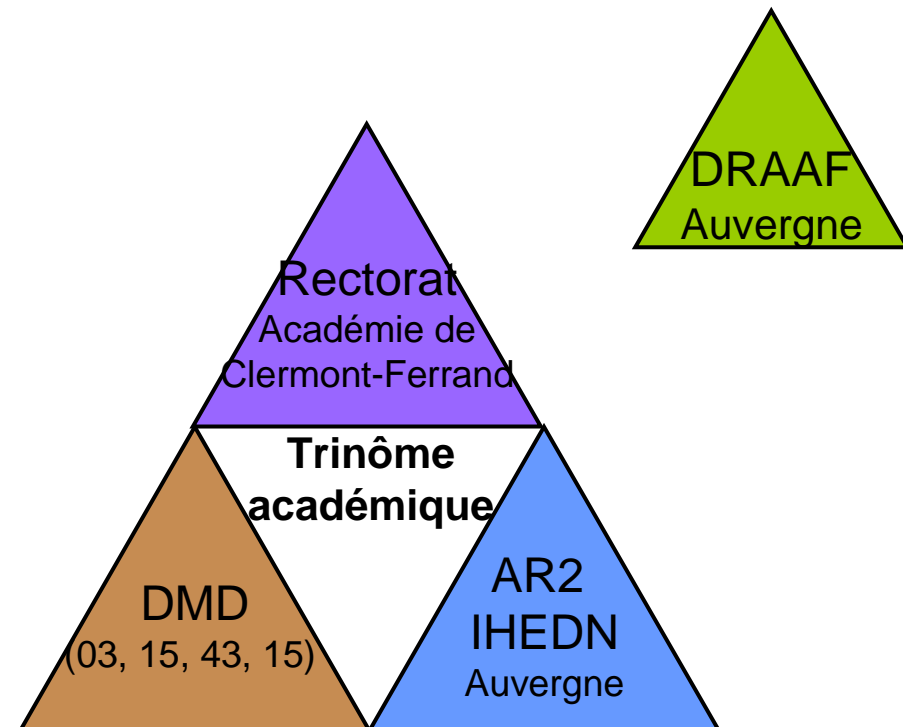 DRAAF
Auvergne
Rectorat
Académie de
Clermont-Ferrand
Trinôme
académique
DMD
(03, 15, 43, 15)
AR2
IHEDN
Auvergne